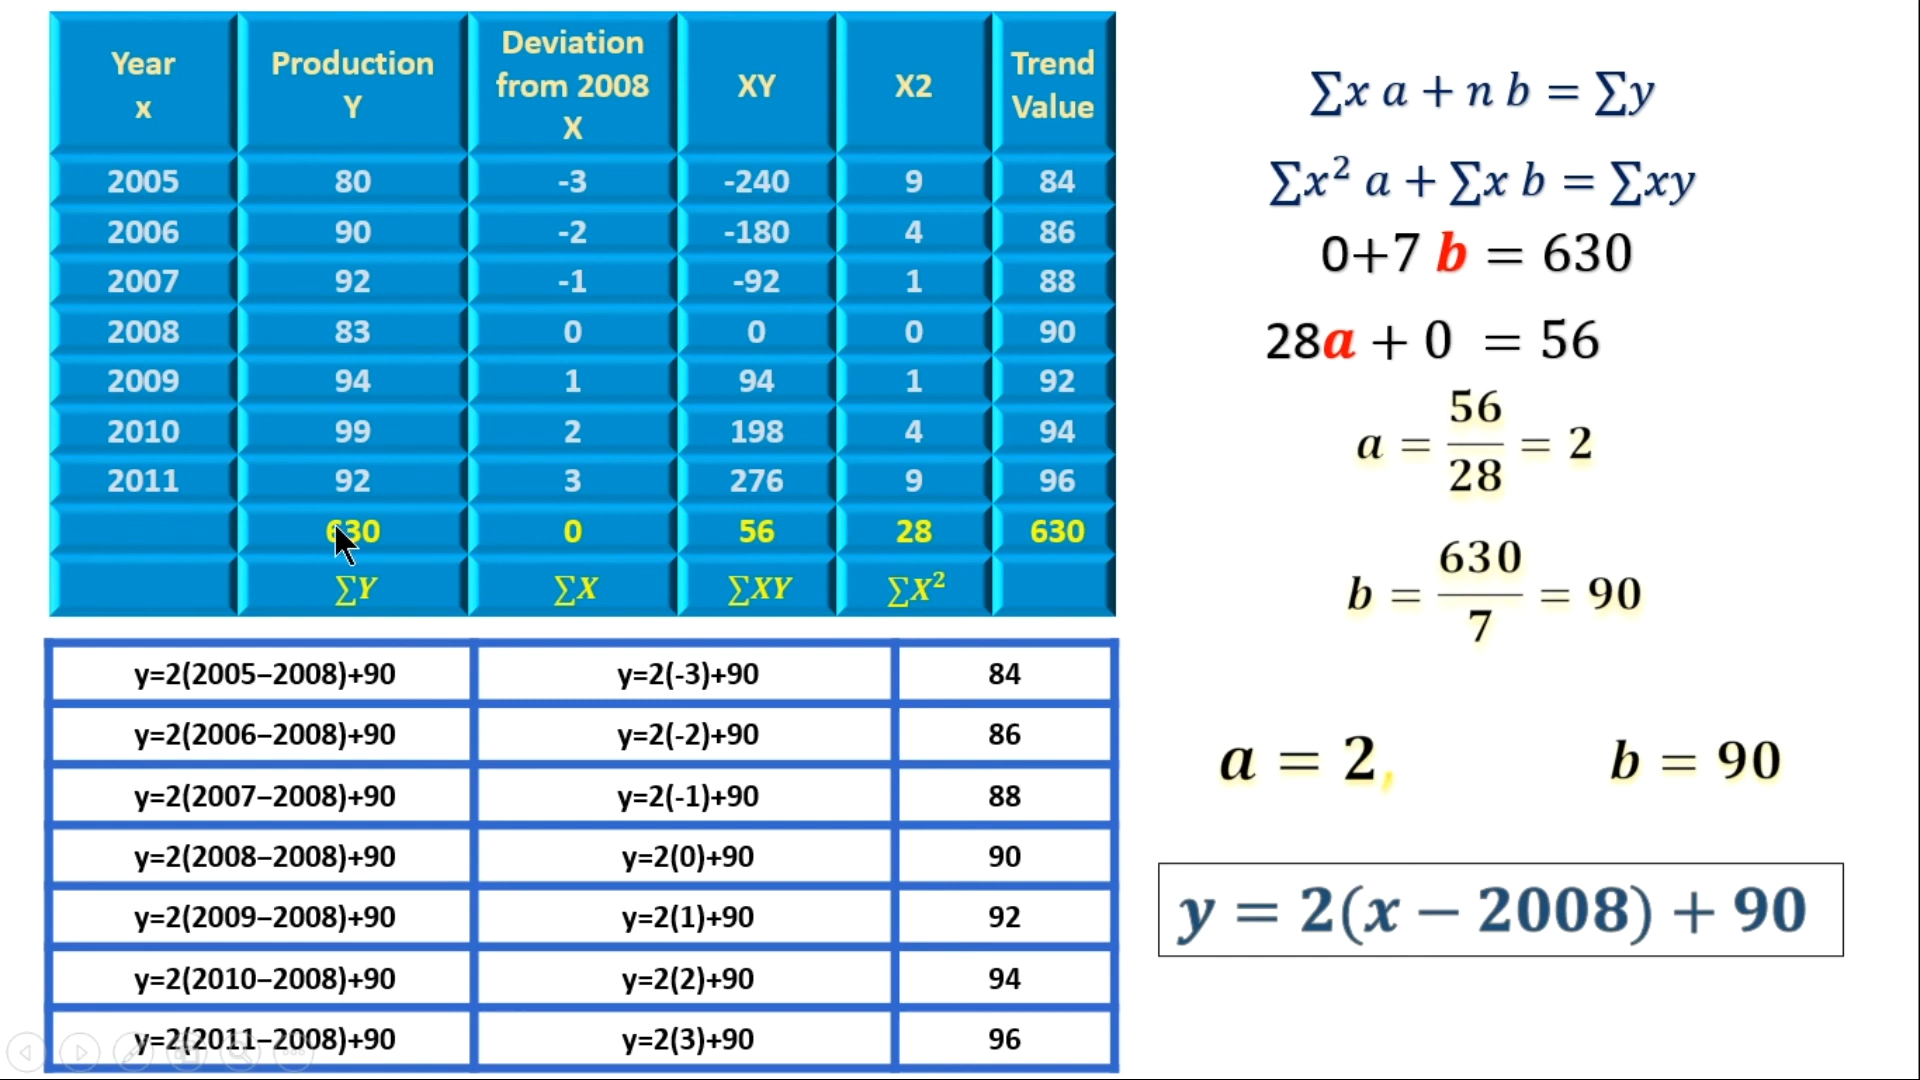 Year x | Production Y | Deviation from 2008 X | XY | X2 | Trend Value
2005 | 80 | -3 | -240 | 9 | 84
2006 | 90 | -2 | -180 | 4 | 86
2007 | 92 | -1 | -92 | 1 | 88
2008 | 83 | 0 | 0 | 0 | 90
2009 | 94 | 1 | 94 | 1 | 92
2010 | 99 | 2 | 198 | 4 | 94
2011 | 92 | 3 | 276 | 9 | 96
630 | 0 | 56 | 28 | 630
∑Y | ∑X | ∑XY | ∑X²
y=2(2005–2008)+90 | y=2(-3)+90 | 84
y=2(2006–2008)+90 | y=2(-2)+90 | 86
y=2(2007–2008)+90 | y=2(-1)+90 | 88
y=2(2008–2008)+90 | y=2(0)+90 | 90
y=2(2009–2008)+90 | y=2(1)+90 | 92
y=2(2010–2008)+90 | y=2(2)+90 | 94
y=2(2011–2008)+90 | y=2(3)+90 | 96
∑x a + n b = ∑y
∑x² a + ∑x b = ∑xy
0+7 b = 630
28a + 0 = 56
a = 56/28 = 2
b = 630/7 = 90
a = 2, b = 90
y = 2(x − 2008) + 90